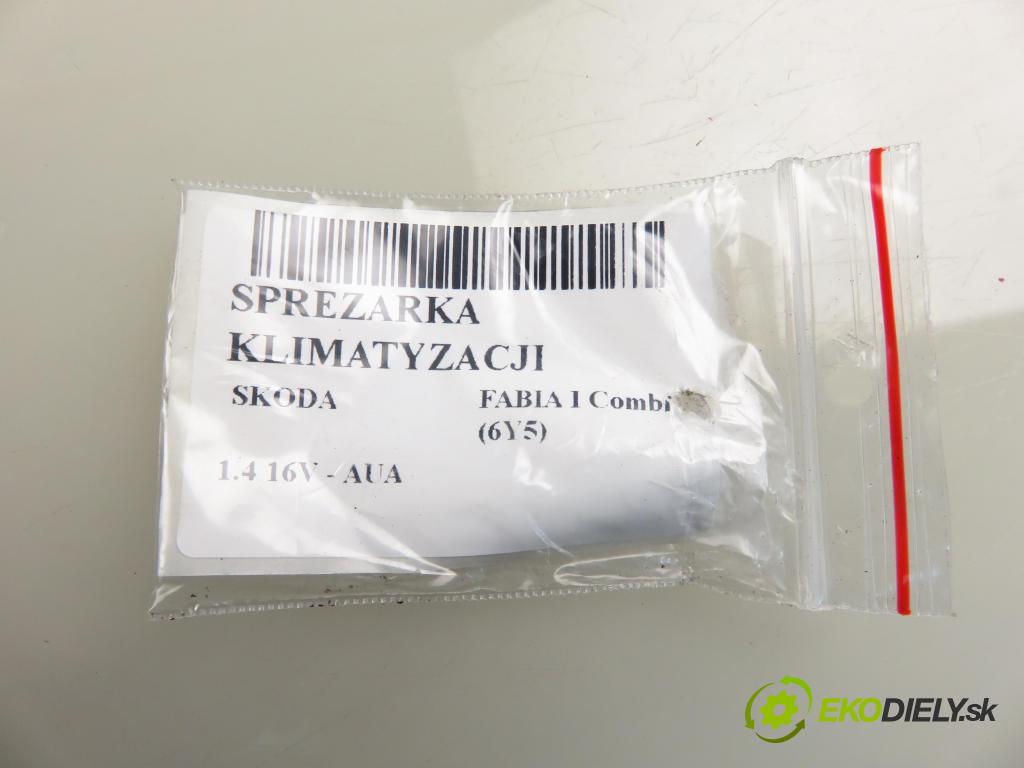 SPREZARKA
KLIMATYZACJI
SKODA FABIA I Combi
(6Y5)
1.4 16V - AUA
EKODIELY.sk